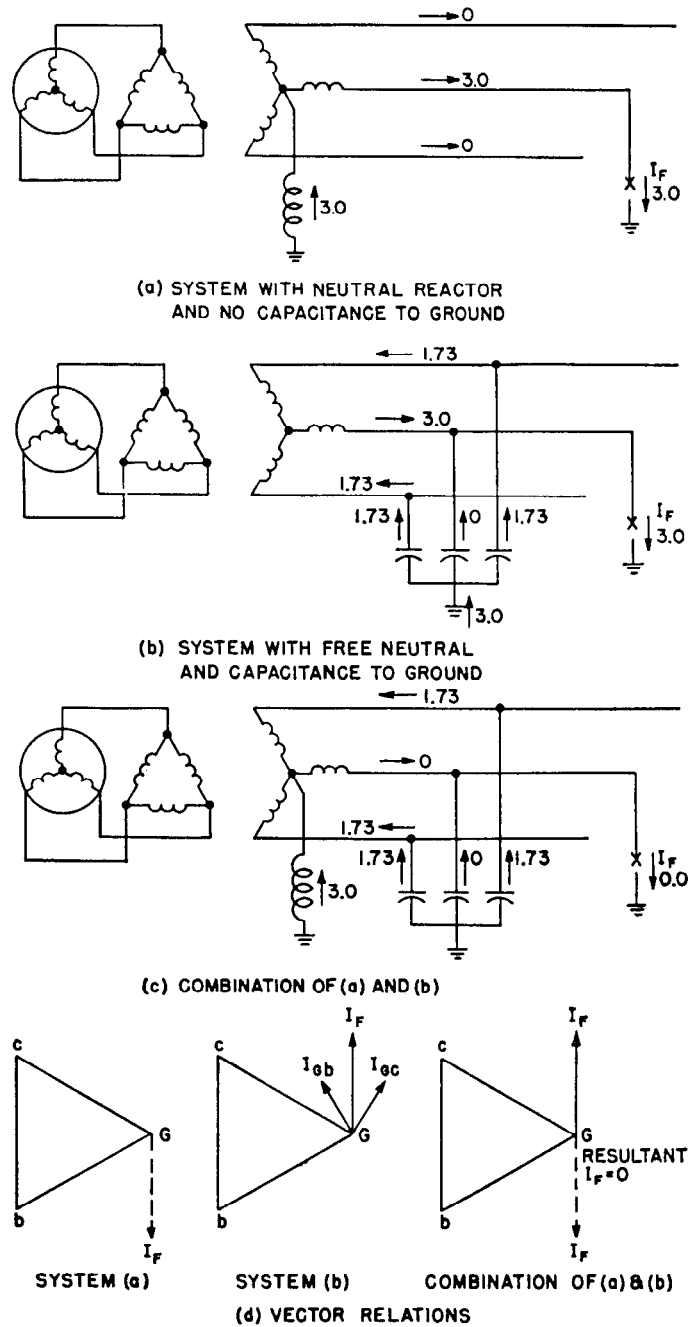 0
3.0
0
3.0
I_F
3.0
(a) SYSTEM WITH NEUTRAL REACTOR
AND NO CAPACITANCE TO GROUND
1.73
3.0
1.73
1.73
0
1.73
I_F
3.0
3.0
(b) SYSTEM WITH FREE NEUTRAL
AND CAPACITANCE TO GROUND
1.73
0
1.73
1.73
0
1.73
I_F
0.0
3.0
(c) COMBINATION OF (a) AND (b)
c
G
b
I_F
SYSTEM (a)
c
I_Gb
I_F
I_Gc
G
b
SYSTEM (b)
c
I_F
G
RESULTANT
I_F=0
b
I_F
COMBINATION OF (a) & (b)
(d) VECTOR RELATIONS